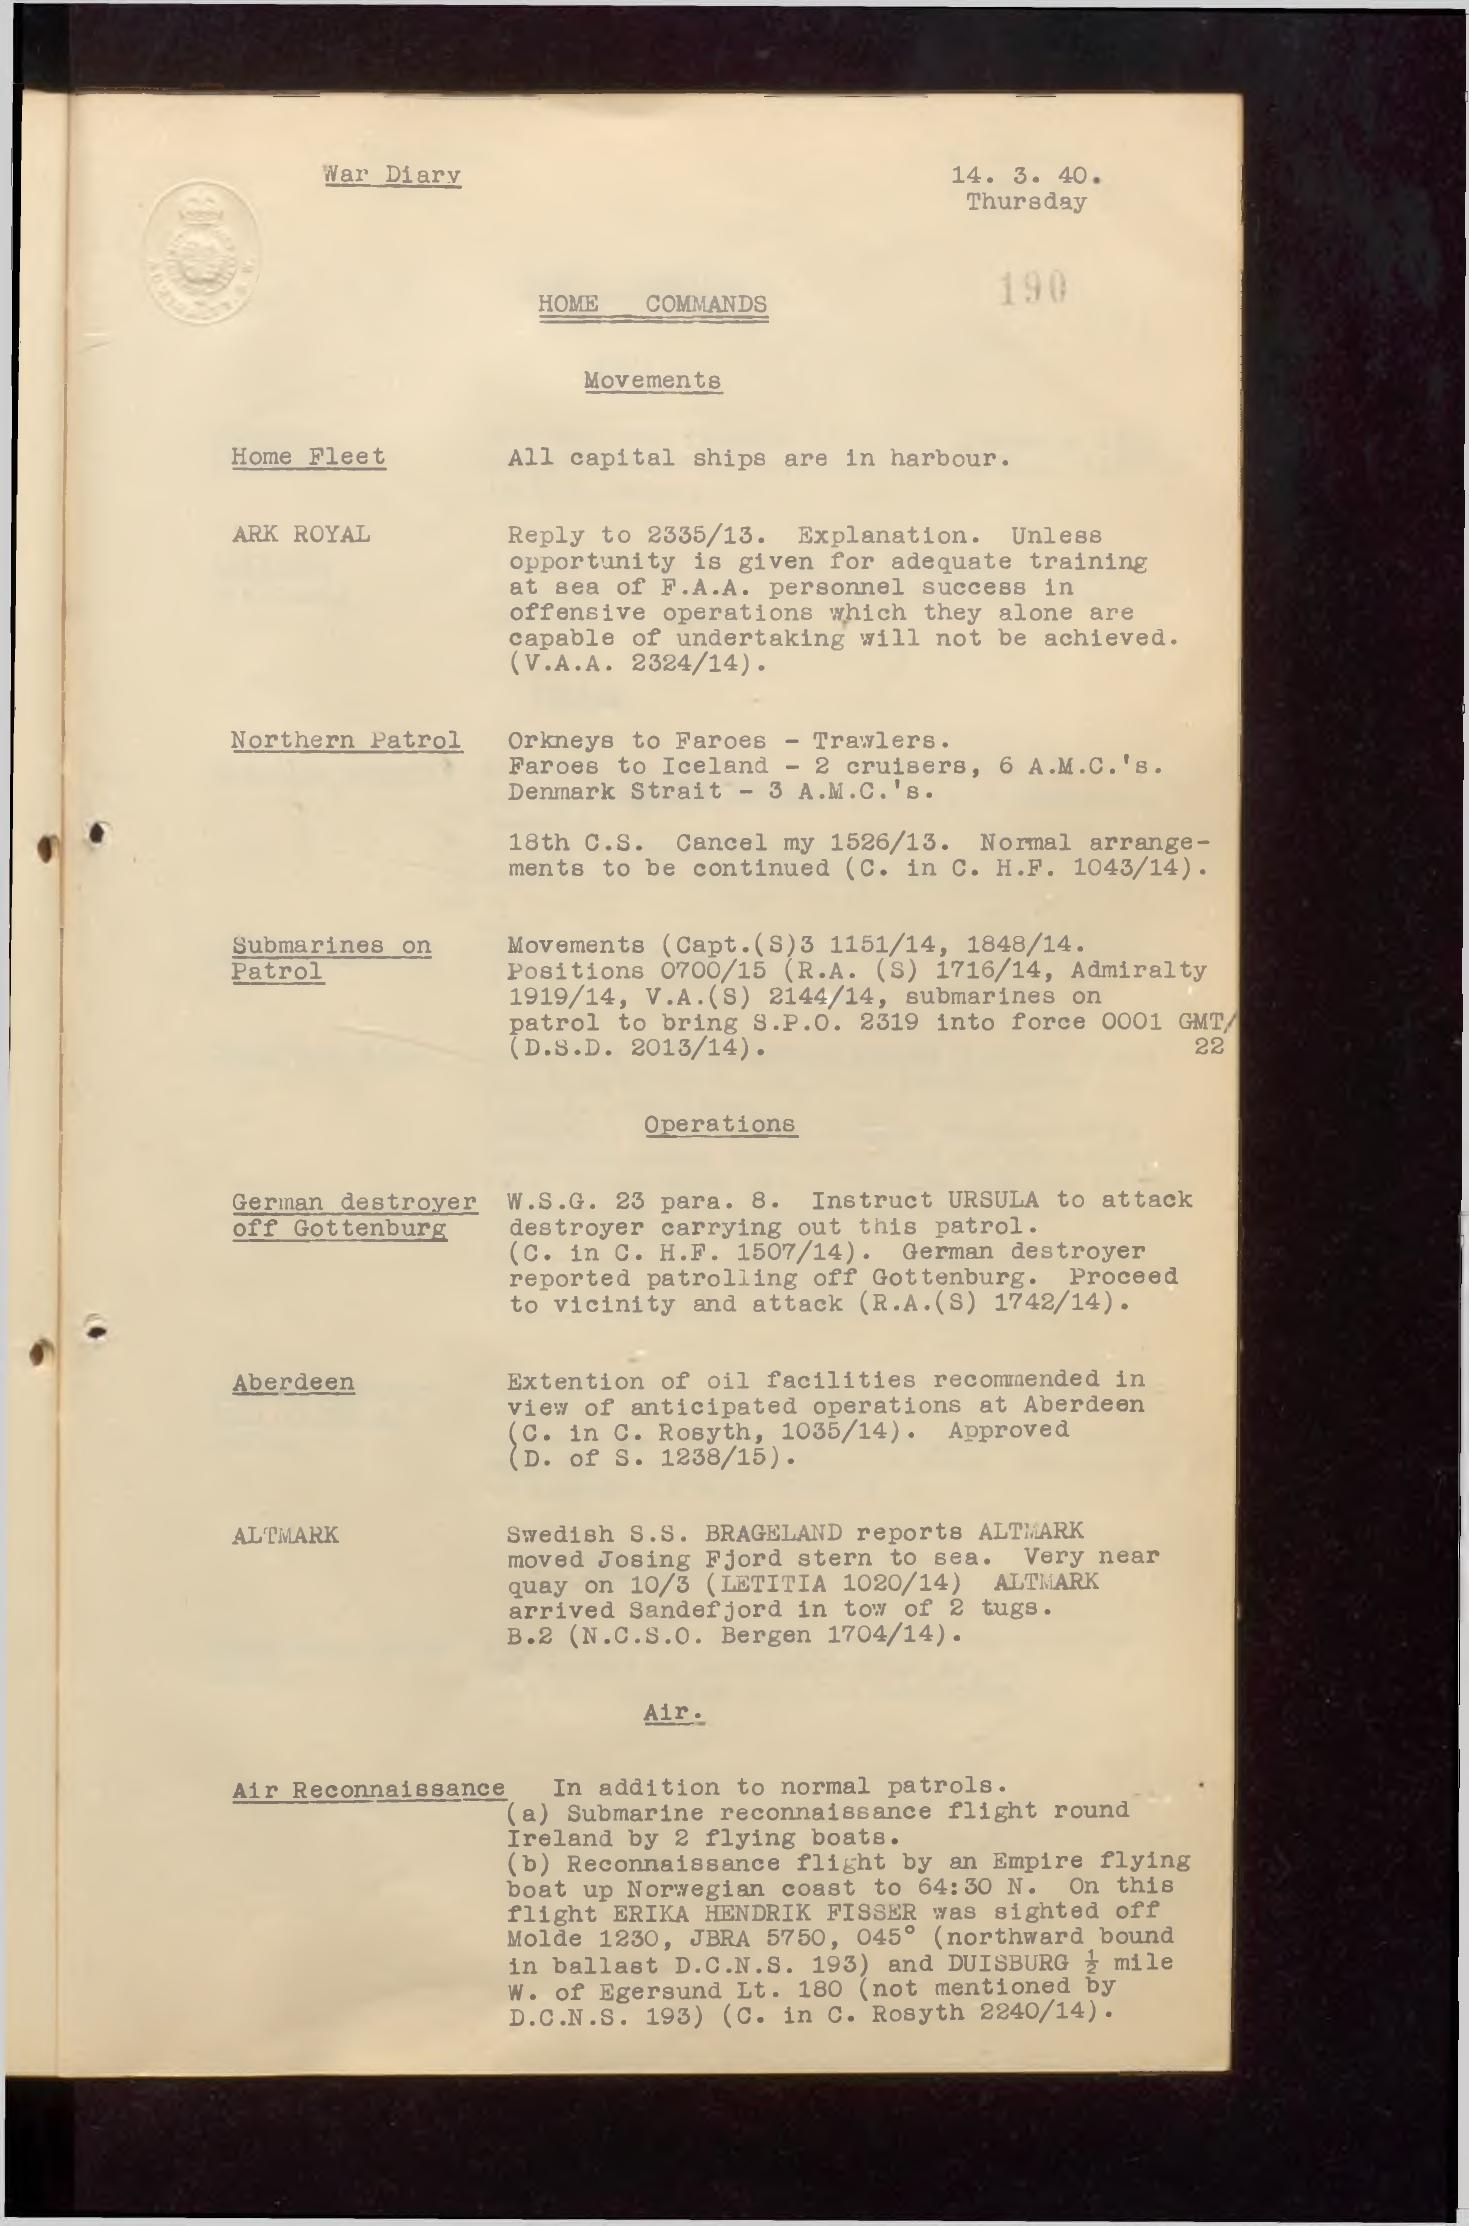 War Diary 14. 3. 40.
Thursday
190
HOME COMMANDS
Movements
Home Fleet All capital ships are in harbour.
ARK ROYAL Reply to 2335/13. Explanation. Unless
opportunity is given for adequate training
at sea of F.A.A. personnel success in
offensive operations which they alone are
capable of undertaking will not be achieved.
(V.A.A. 2324/14).
Northern Patrol Orkneys to Faroes - Trawlers.
Faroes to Iceland - 2 cruisers, 6 A.M.C.'s.
Denmark Strait - 3 A.M.C.'s.
18th C.S. Cancel my 1526/13. Normal arrange-
ments to be continued (C. in C. H.F. 1043/14).
Submarines on Movements (Capt.(S)3 1151/14, 1848/14.
Patrol Positions 0700/15 (R.A. (S) 1716/14, Admiralty
1919/14, V.A.(S) 2144/14, submarines on
patrol to bring S.P.O. 2319 into force 0001 GMT/
(D.S.D. 2013/14). 22
Operations
German destroyer W.S.G. 23 para. 8. Instruct URSULA to attack
off Gottenburg destroyer carrying out this patrol.
(C. in C. H.F. 1507/14). German destroyer
reported patrolling off Gottenburg. Proceed
to vicinity and attack (R.A.(S) 1742/14).
Aberdeen Extention of oil facilities recommended in
view of anticipated operations at Aberdeen
(C. in C. Rosyth, 1035/14). Approved
(D. of S. 1238/15).
ALTMARK Swedish S.S. BRAGELAND reports ALTMARK
moved Josing Fjord stern to sea. Very near
quay on 10/3 (LETITIA 1020/14) ALTMARK
arrived Sandefjord in tow of 2 tugs.
B.2 (N.C.S.O. Bergen 1704/14).
Air.
Air Reconnaissance In addition to normal patrols.
(a) Submarine reconnaissance flight round
Ireland by 2 flying boats.
(b) Reconnaissance flight by an Empire flying
boat up Norwegian coast to 64:30 N. On this
flight ERIKA HENDRIK FISSER was sighted off
Molde 1230, JBRA 5750, 045° (northward bound
in ballast D.C.N.S. 193) and DUISBURG ½ mile
W. of Egersund Lt. 180 (not mentioned by
D.C.N.S. 193) (C. in C. Rosyth 2240/14).